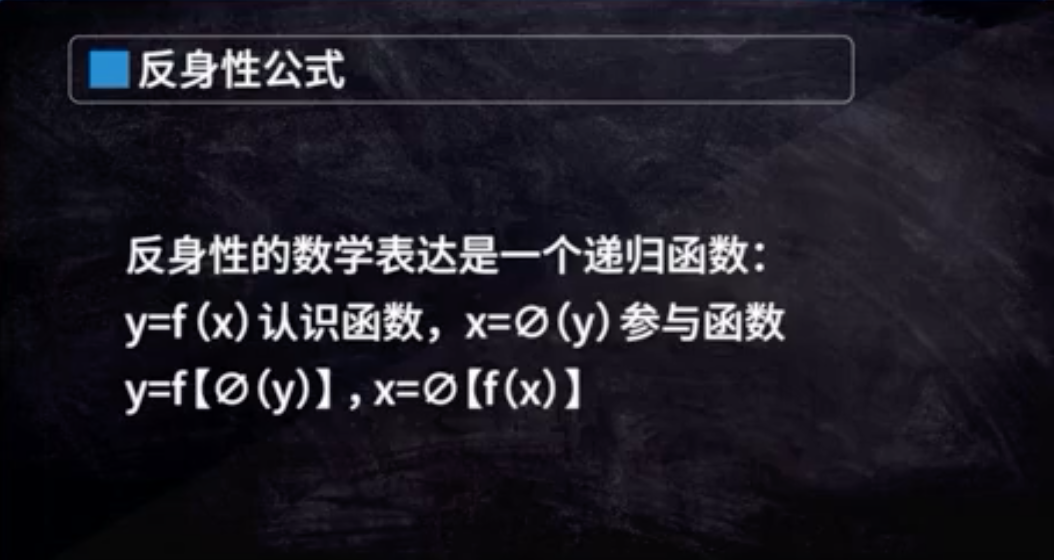 反身性公式
反身性的数学表达是一个递归函数：
y=f（x）认识函数，x=∅（y）参与函数
y=f【∅（y）】，x=∅【f（x）】